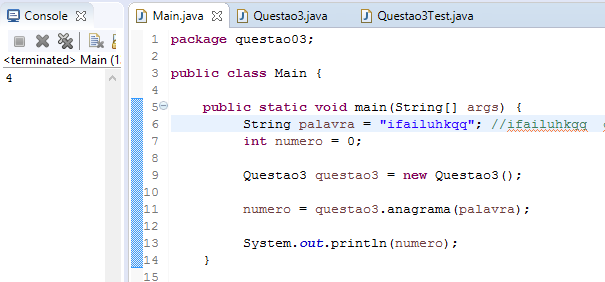 Console
<terminated> Main (1
4
Main.java
Questao3.java
Questao3Test.java
1 package questao03;
2
3 public class Main {
4
5 public static void main(String[] args) {
6 String palavra = "ifailuhkqq"; //ifailuhkqq
7 int numero = 0;
8
9 Questao3 questao3 = new Questao3();
10
11 numero = questao3.anagrama(palavra);
12
13 System.out.println(numero);
14 }
15